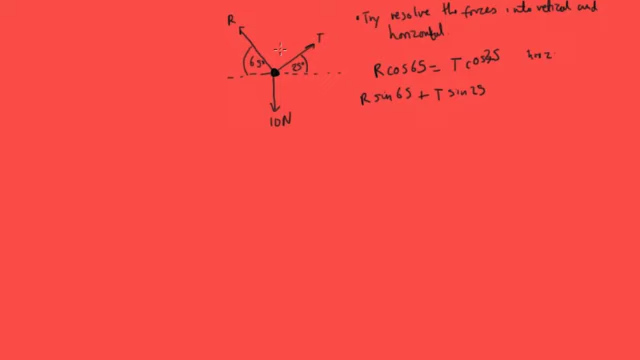 R
• Try resolve the forces into vertical and
horizontal.
T
65°
25°
R cos 65 = T cos 25 horz
R sin 65 + T sin 25
10N